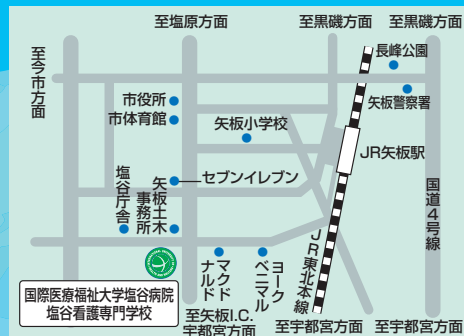 至塩原方面
至黒磯方面
至黒磯方面
至今市方面
長峰公園
市役所
市体育館
矢板小学校
矢板警察署
JR矢板駅
セブンイレブン
塩谷庁舎
矢板土木
事務所
国道4号線
JR東北本線
マクド
ナルド
ヨーク
ベニマル
国際医療福祉大学塩谷病院
塩谷看護専門学校
至矢板I.C.
宇都宮方面
至宇都宮方面
至宇都宮方面